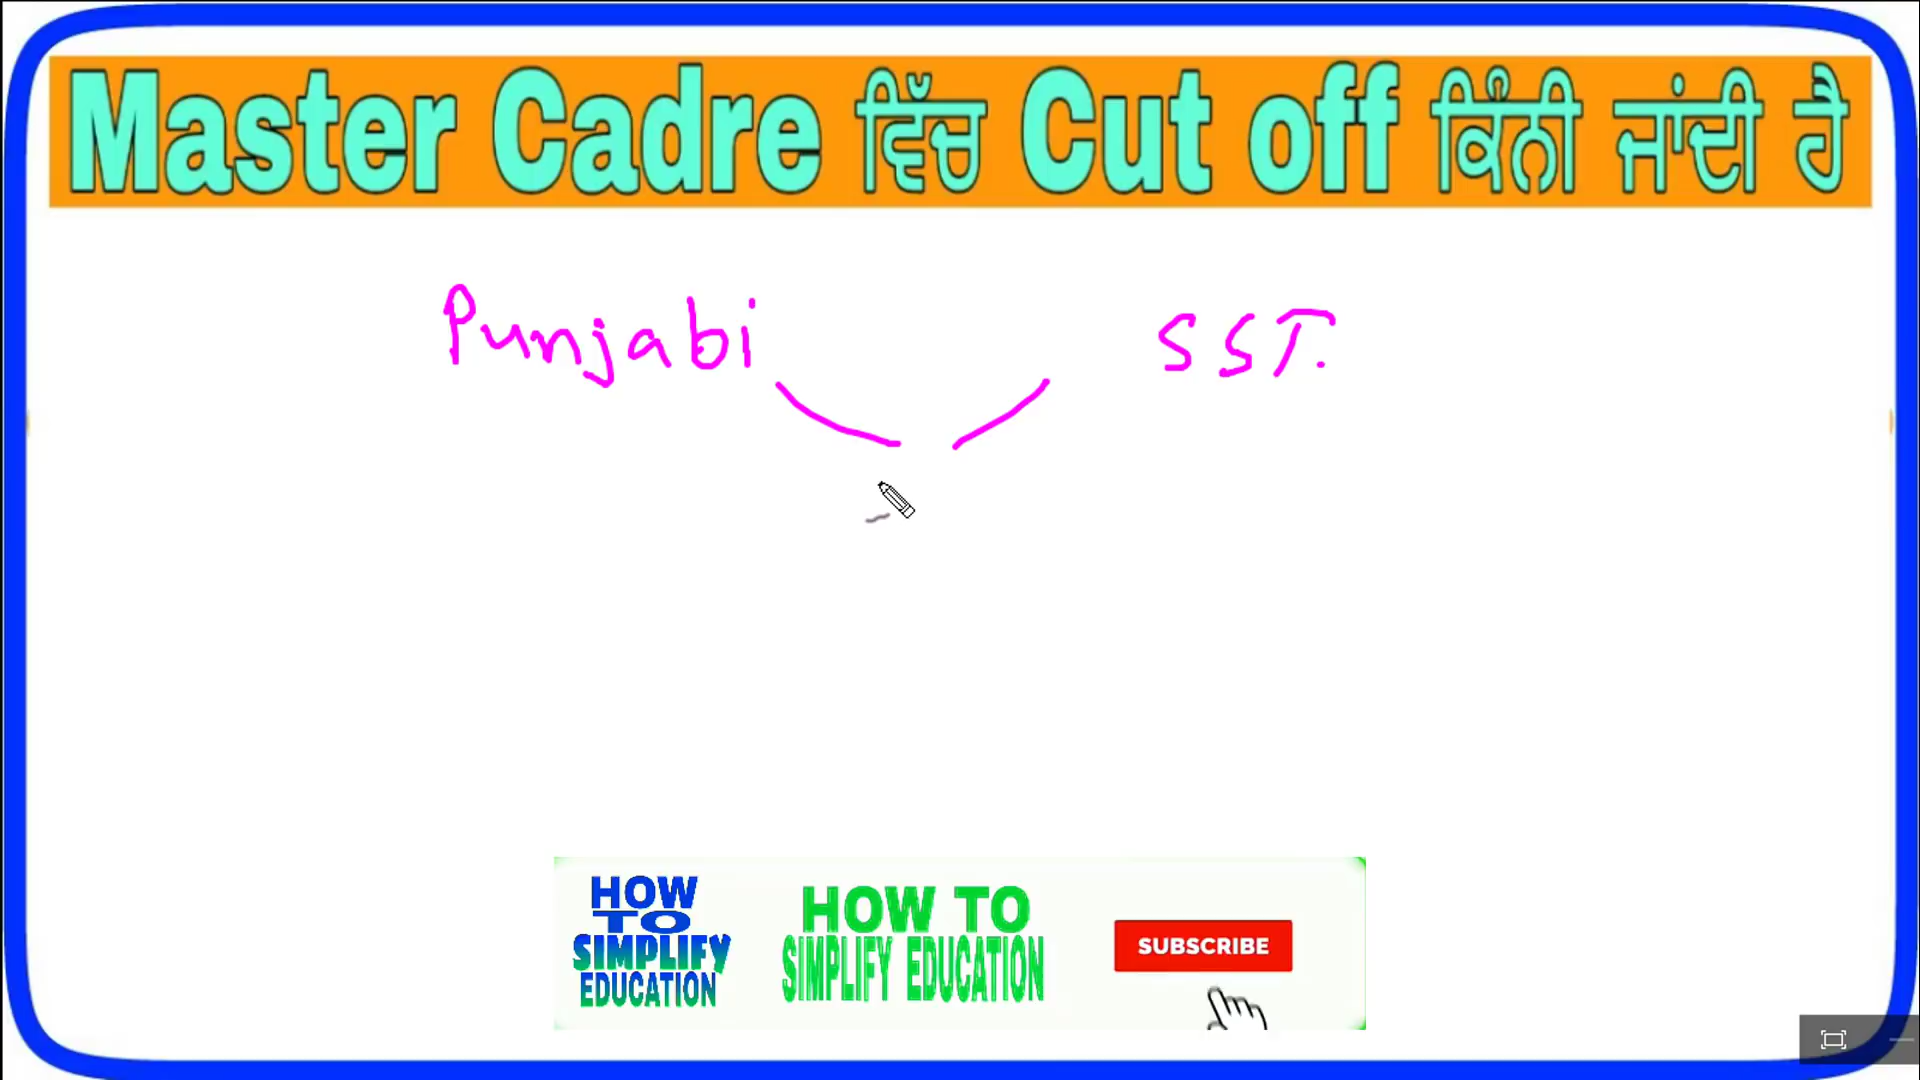 Master Cadre ਵਿੱਚ Cut off ਕਿੰਨੀ ਜਾਂਦੀ ਹੈ
Punjabi SST.
HOW
TO
SIMPLIFY
EDUCATION
HOW TO
SIMPLIFY EDUCATION
SUBSCRIBE